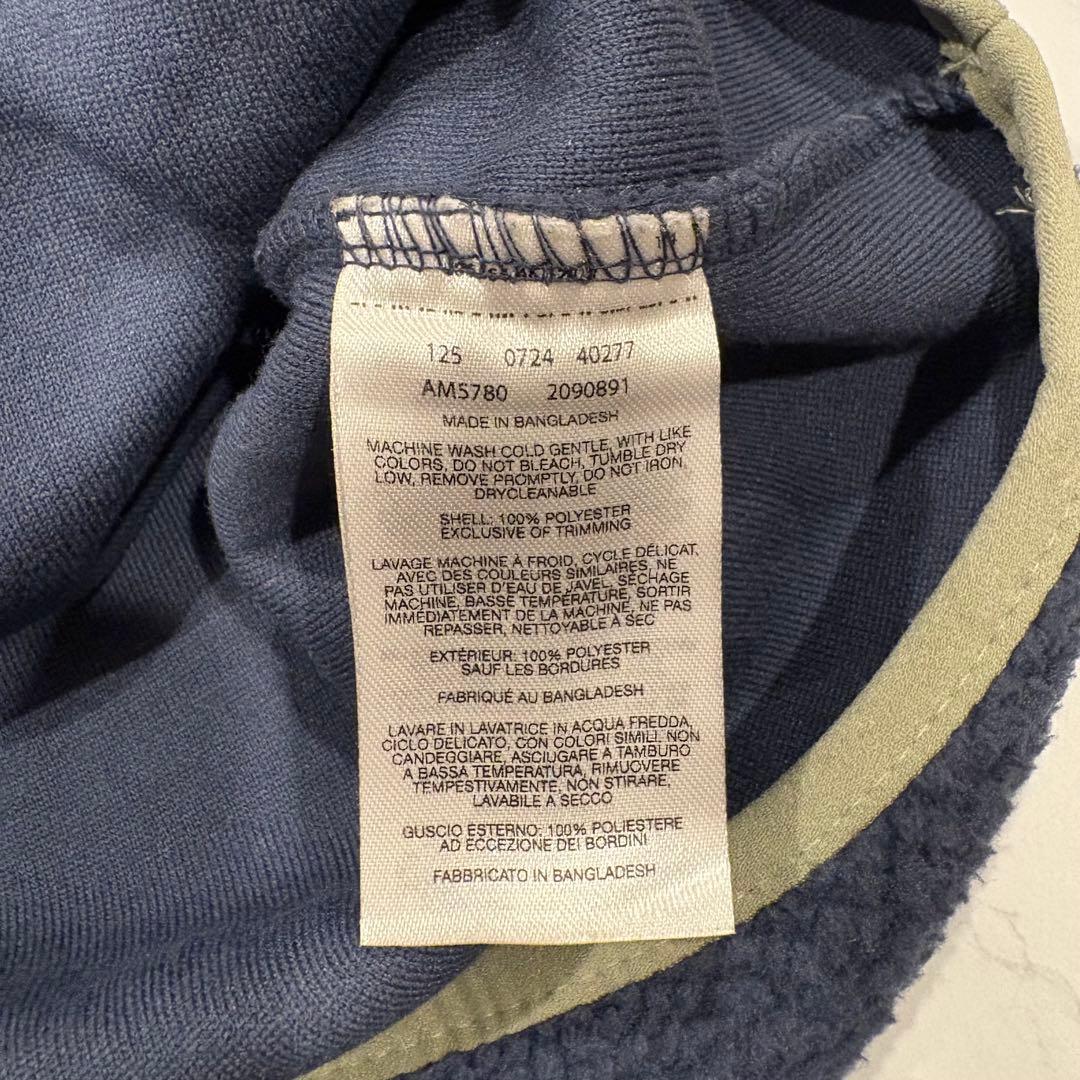 125 0724 40277
AM5780 2090891
MADE IN BANGLADESH
MACHINE WASH COLD GENTLE, WITH LIKE
COLORS, DO NOT BLEACH, TUMBLE DRY
LOW, REMOVE PROMPTLY, DO NOT IRON,
DRYCLEANABLE
SHELL: 100% POLYESTER
EXCLUSIVE OF TRIMMING
LAVAGE MACHINE À FROID, CYCLE DÉLICAT,
AVEC DES COULEURS SIMILAIRES, NE
PAS UTILISER D'EAU DE JAVEL, SÉCHAGE
MACHINE, BASSE TEMPÉRATURE, SORTIR
IMMÉDIATEMENT DE LA MACHINE, NE PAS
REPASSER, NETTOYABLE A SEC
EXTÉRIEUR: 100% POLYESTER
SAUF LES BORDURES
FABRIQUÉ AU BANGLADESH
LAVARE IN LAVATRICE IN ACQUA FREDDA,
CICLO DELICATO, CON COLORI SIMILI, NON
CANDEGGIARE, ASCIUGARE A TAMBURO
A BASSA TEMPERATURA, RIMUOVERE
TEMPESTIVAMENTE, NON STIRARE,
LAVABILE A SECCO
GUSCIO ESTERNO: 100% POLIESTERE
AD ECCEZIONE DEI BORDINI
FABBRICATO IN BANGLADESH